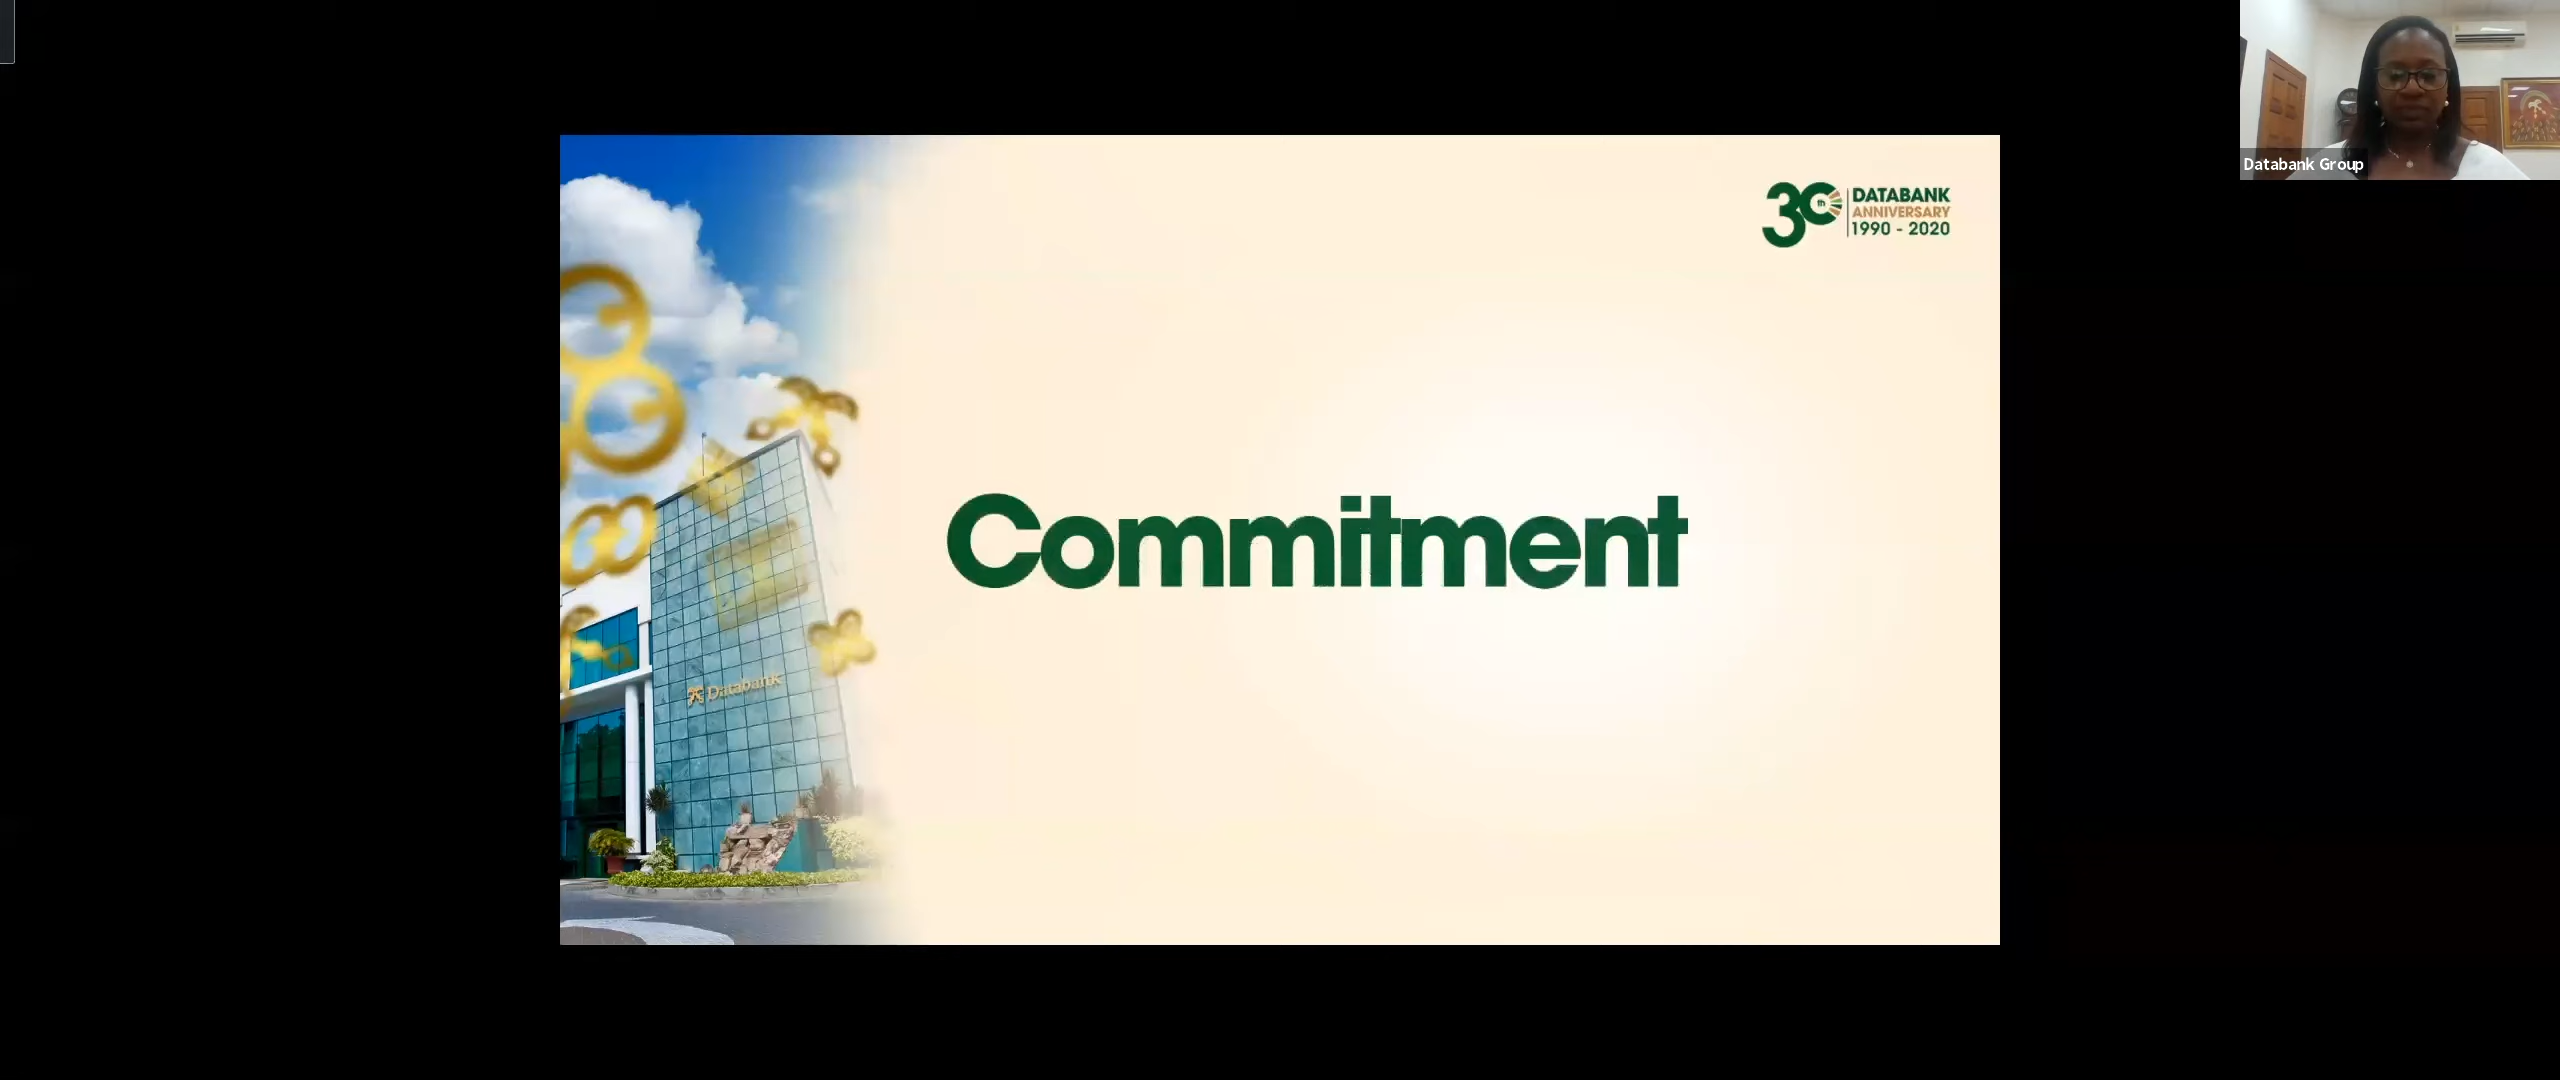 30th
DATABANK
ANNIVERSARY
1990 - 2020
Commitment
Databank
Databank Group